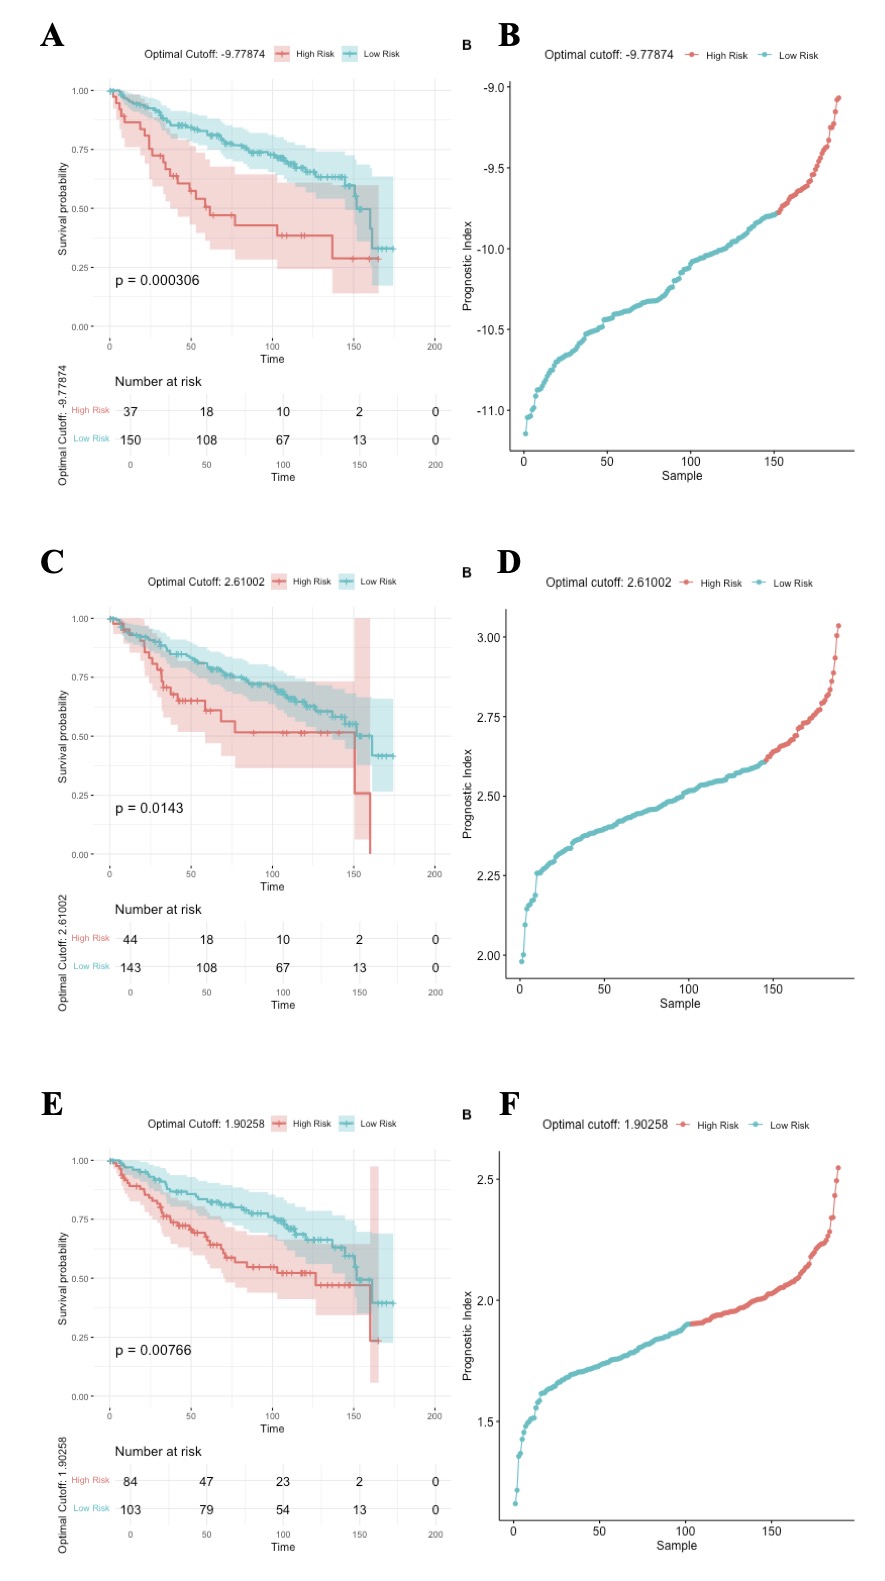 A
Optimal Cutoff: -9.77874 High Risk Low Risk
1.00
0.75
0.50
0.25
0.00
Survival probability
p = 0.000306
0 50 100 150 200
Time
Number at risk
Optimal Cutoff: -9.77874
High Risk 37 18 10 2 0
Low Risk 150 108 67 13 0
0 50 100 150 200
Time
B
B
Optimal cutoff: -9.77874 High Risk Low Risk
-9.0
-9.5
-10.0
-10.5
-11.0
Prognostic Index
0 50 100 150
Sample
C
Optimal Cutoff: 2.61002 High Risk Low Risk
1.00
0.75
0.50
0.25
0.00
Survival probability
p = 0.0143
0 50 100 150 200
Time
Number at risk
Optimal Cutoff: 2.61002
High Risk 44 18 10 2 0
Low Risk 143 108 67 13 0
0 50 100 150 200
Time
B
D
Optimal cutoff: 2.61002 High Risk Low Risk
3.00
2.75
2.50
2.25
2.00
Prognostic Index
0 50 100 150
Sample
E
Optimal Cutoff: 1.90258 High Risk Low Risk
1.00
0.75
0.50
0.25
0.00
Survival probability
p = 0.00766
0 50 100 150 200
Time
Number at risk
Optimal Cutoff: 1.90258
High Risk 84 47 23 2 0
Low Risk 103 79 54 13 0
0 50 100 150 200
Time
B
F
Optimal cutoff: 1.90258 High Risk Low Risk
2.5
2.0
1.5
Prognostic Index
0 50 100 150
Sample